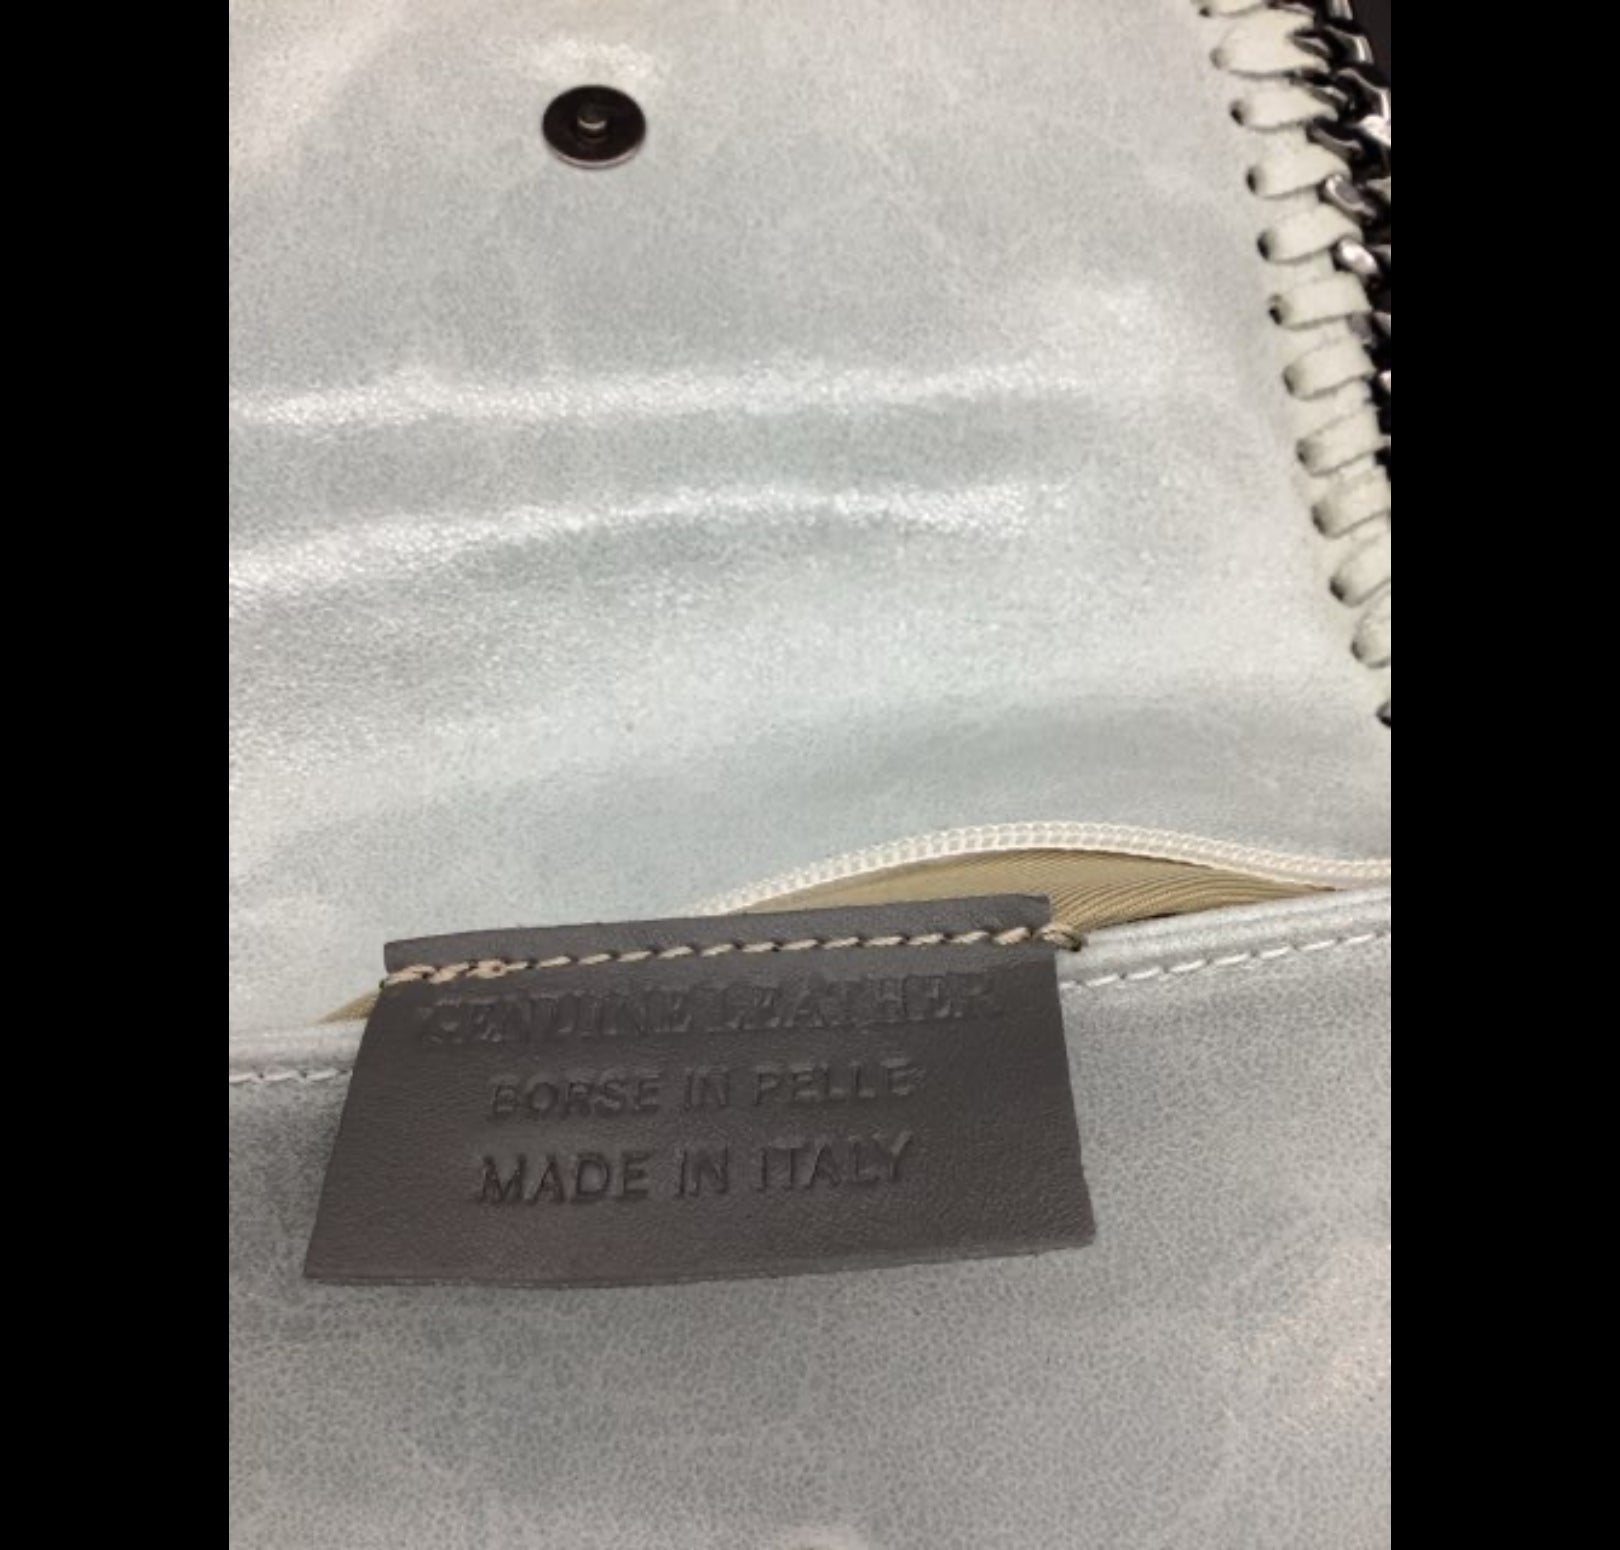 GENUINE LEATHER
BORSE IN PELLE
MADE IN ITALY